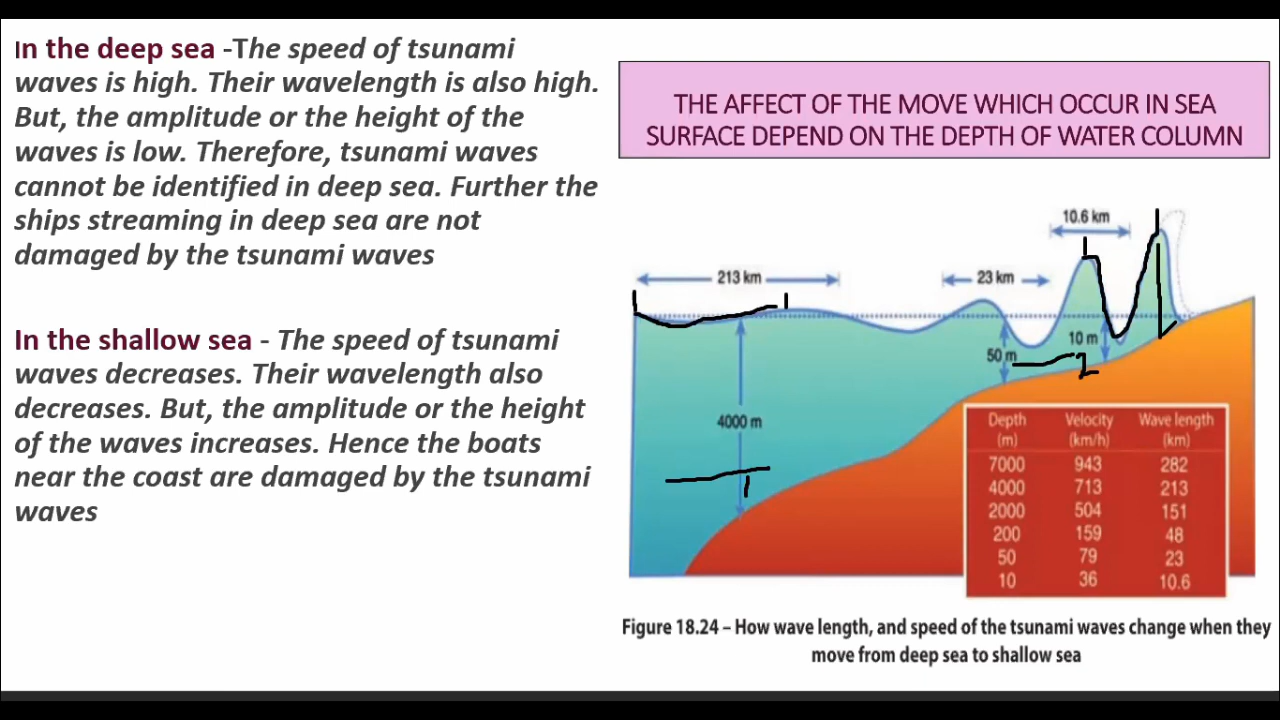 In the deep sea -The speed of tsunami
waves is high. Their wavelength is also high.
But, the amplitude or the height of the
waves is low. Therefore, tsunami waves
cannot be identified in deep sea. Further the
ships streaming in deep sea are not
damaged by the tsunami waves
In the shallow sea - The speed of tsunami
waves decreases. Their wavelength also
decreases. But, the amplitude or the height
of the waves increases. Hence the boats
near the coast are damaged by the tsunami
waves
THE AFFECT OF THE MOVE WHICH OCCUR IN SEA
SURFACE DEPEND ON THE DEPTH OF WATER COLUMN
10.6 km
213 km
23 km
10 m
50 m
4000 m
Depth Velocity Wave length
(m) (km/h) (km)
7000 943 282
4000 713 213
2000 504 151
200 159 48
50 79 23
10 36 10.6
Figure 18.24 – How wave length, and speed of the tsunami waves change when they
move from deep sea to shallow sea